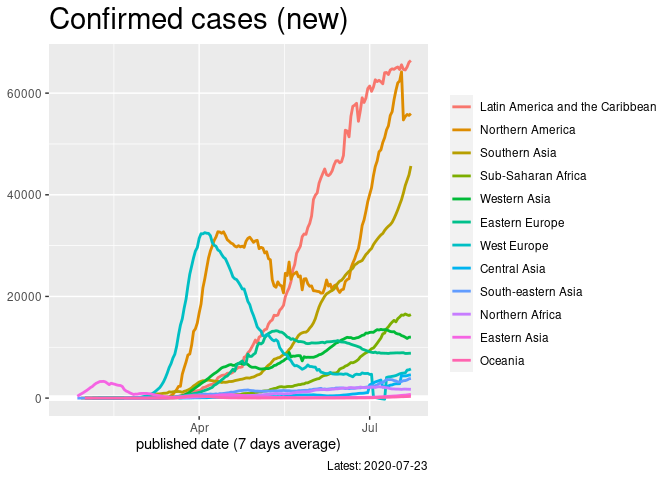 Confirmed cases (new)
60000
40000
20000
0
Apr
Jul
published date (7 days average)
Latest: 2020-07-23
Latin America and the Caribbean
Northern America
Southern Asia
Sub-Saharan Africa
Western Asia
Eastern Europe
West Europe
Central Asia
South-eastern Asia
Northern Africa
Eastern Asia
Oceania